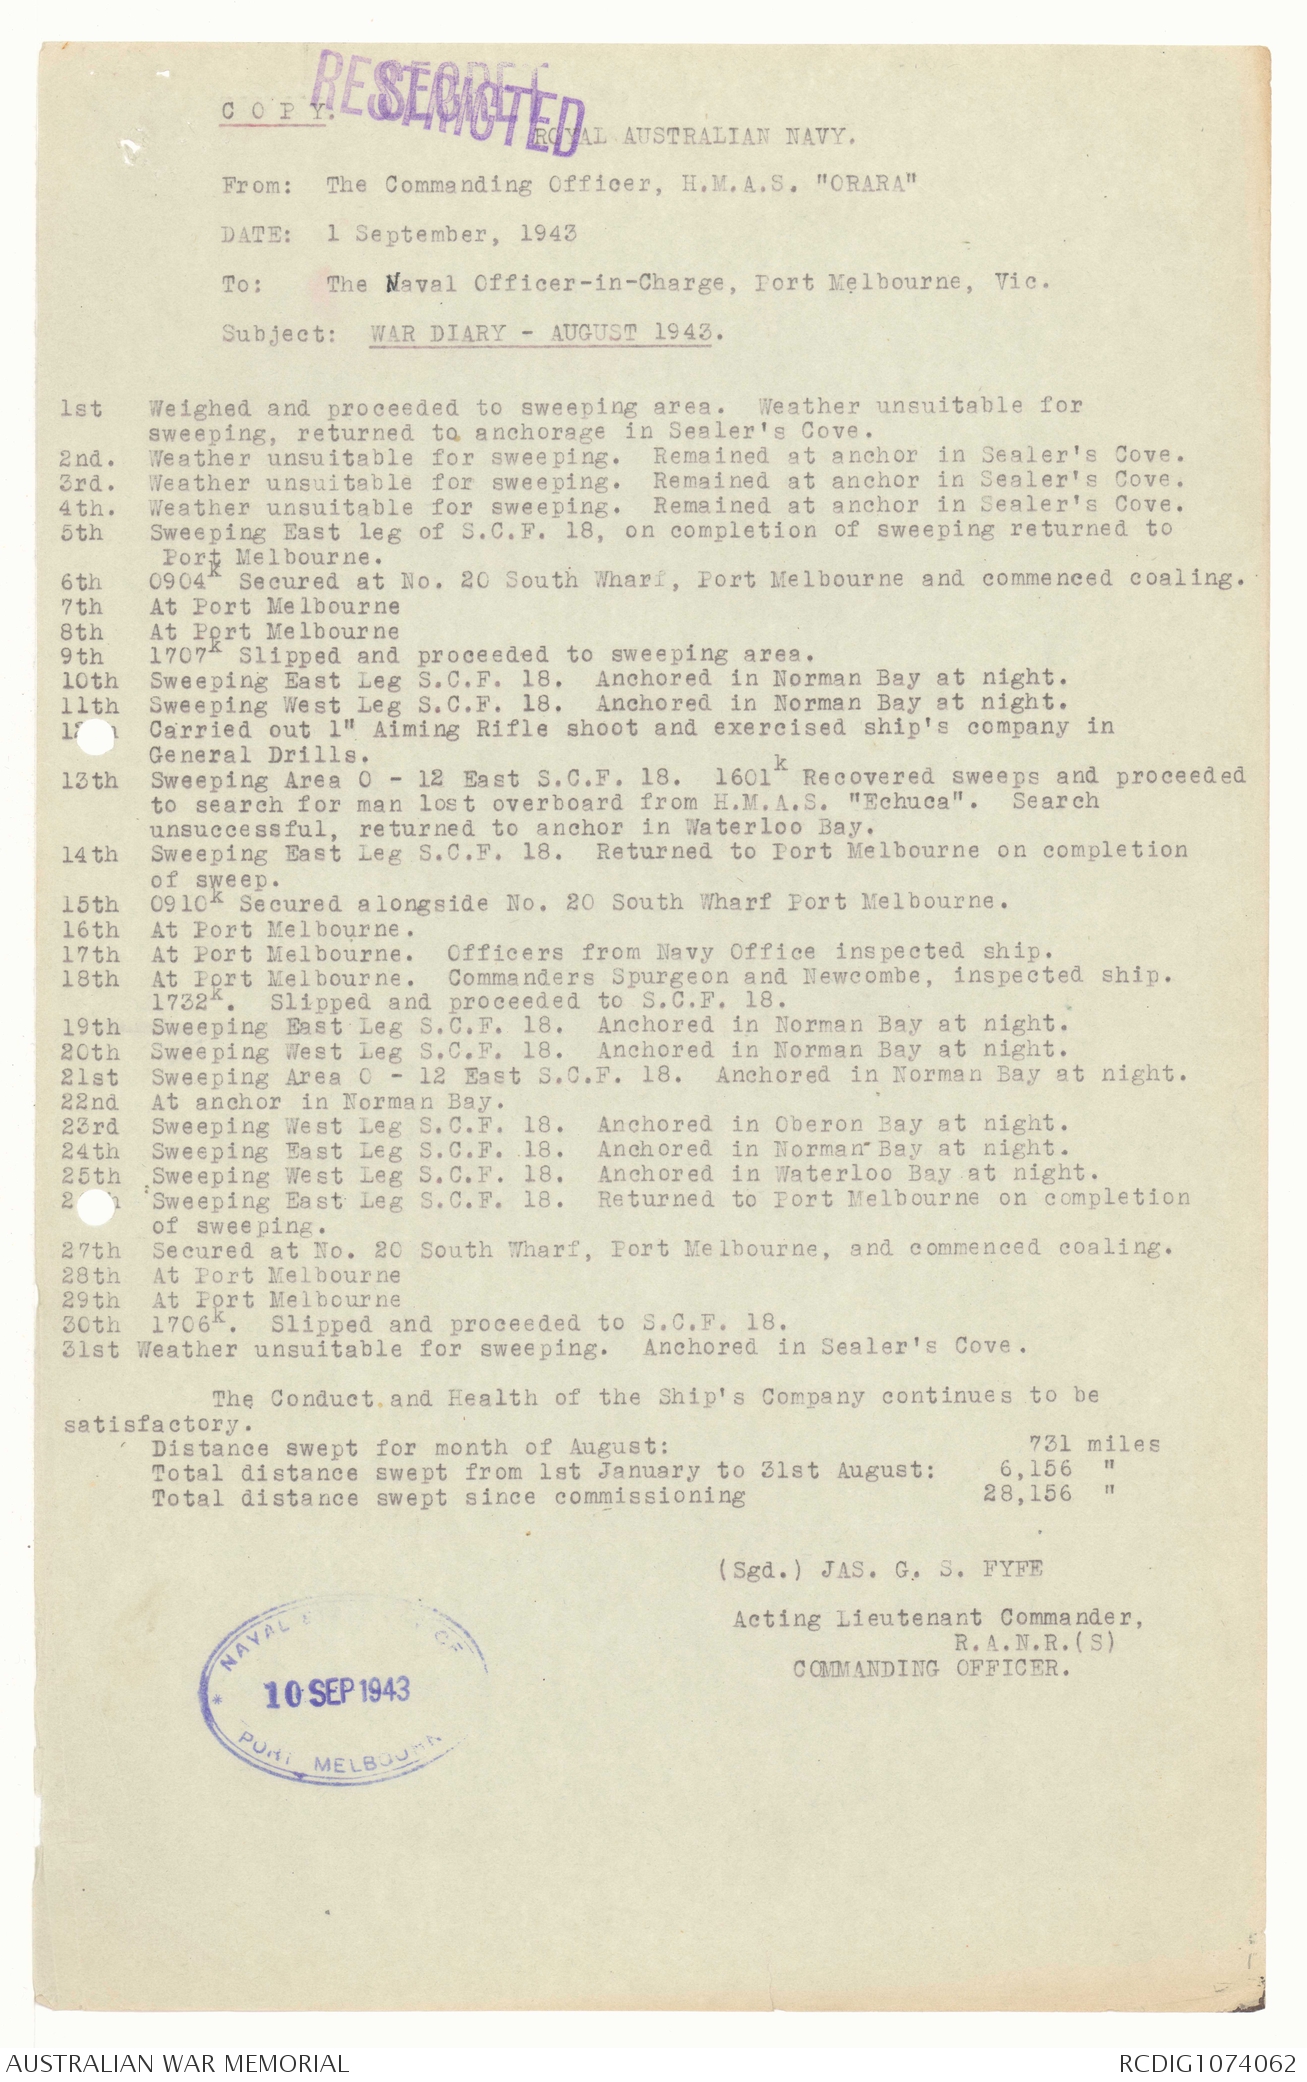 RESTRICTED
SECRET
C O P Y.
ROYAL AUSTRALIAN NAVY.
From: The Commanding Officer, H.M.A.S. "ORARA"
DATE: 1 September, 1943
To: The Naval Officer-in-Charge, Port Melbourne, Vic.
Subject: WAR DIARY - AUGUST 1943.
1st Weighed and proceeded to sweeping area. Weather unsuitable for
sweeping, returned to anchorage in Sealer's Cove.
2nd. Weather unsuitable for sweeping. Remained at anchor in Sealer's Cove.
3rd. Weather unsuitable for sweeping. Remained at anchor in Sealer's Cove.
4th. Weather unsuitable for sweeping. Remained at anchor in Sealer's Cove.
5th Sweeping East leg of S.C.F. 18, on completion of sweeping returned to
Port Melbourne.
6th 0904k Secured at No. 20 South Wharf, Port Melbourne and commenced coaling.
7th At Port Melbourne
8th At Port Melbourne
9th 1707k Slipped and proceeded to sweeping area.
10th Sweeping East Leg S.C.F. 18. Anchored in Norman Bay at night.
11th Sweeping West Leg S.C.F. 18. Anchored in Norman Bay at night.
Carried out 1" Aiming Rifle shoot and exercised ship's company in
General Drills.
13th Sweeping Area O - 12 East S.C.F. 18. 1601k Recovered sweeps and proceeded
to search for man lost overboard from H.M.A.S. "Echuca". Search
unsuccessful, returned to anchor in Waterloo Bay.
14th Sweeping East Leg S.C.F. 18. Returned to Port Melbourne on completion
of sweep.
15th 0910k Secured alongside No. 20 South Wharf Port Melbourne.
16th At Port Melbourne.
17th At Port Melbourne. Officers from Navy Office inspected ship.
18th At Port Melbourne. Commanders Spurgeon and Newcombe, inspected ship.
1732k. Slipped and proceeded to S.C.F. 18.
19th Sweeping East Leg S.C.F. 18. Anchored in Norman Bay at night.
20th Sweeping West Leg S.C.F. 18. Anchored in Norman Bay at night.
21st Sweeping Area O - 12 East S.C.F. 18. Anchored in Norman Bay at night.
22nd At anchor in Norman Bay.
23rd Sweeping West Leg S.C.F. 18. Anchored in Oberon Bay at night.
24th Sweeping East Leg S.C.F. 18. Anchored in Norman Bay at night.
25th Sweeping West Leg S.C.F. 18. Anchored in Waterloo Bay at night.
Sweeping East Leg S.C.F. 18. Returned to Port Melbourne on completion
of sweeping.
27th Secured at No. 20 South Wharf, Port Melbourne, and commenced coaling.
28th At Port Melbourne
29th At Port Melbourne
30th 1706k. Slipped and proceeded to S.C.F. 18.
31st Weather unsuitable for sweeping. Anchored in Sealer's Cove.
The Conduct and Health of the Ship's Company continues to be
satisfactory.
Distance swept for month of August: 731 miles
Total distance swept from 1st January to 31st August: 6,156 "
Total distance swept since commissioning 28,156 "
(Sgd.) JAS. G. S. FYFE
Acting Lieutenant Commander,
R.A.N.R.(S)
COMMANDING OFFICER.
NAVAL
10 SEP 1943
PORT MELBOURN
AUSTRALIAN WAR MEMORIAL
RCDIG1074062